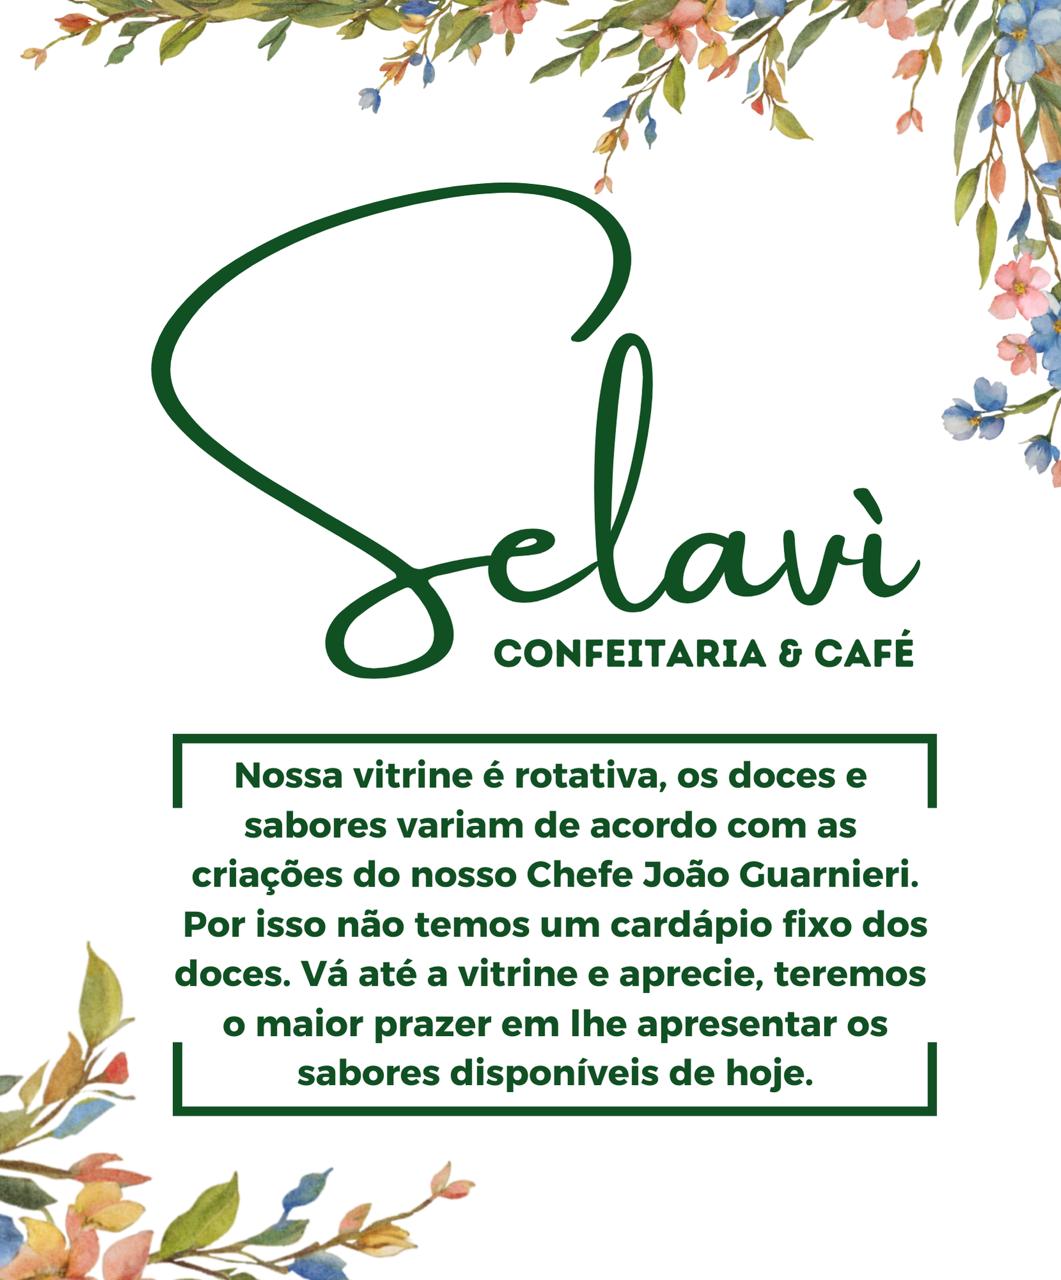 Selavì
CONFEITARIA & CAFÉ
Nossa vitrine é rotativa, os doces e
sabores variam de acordo com as
criações do nosso Chefe João Guarnieri.
Por isso não temos um cardápio fixo dos
doces. Vá até a vitrine e aprecie, teremos
o maior prazer em lhe apresentar os
sabores disponíveis de hoje.